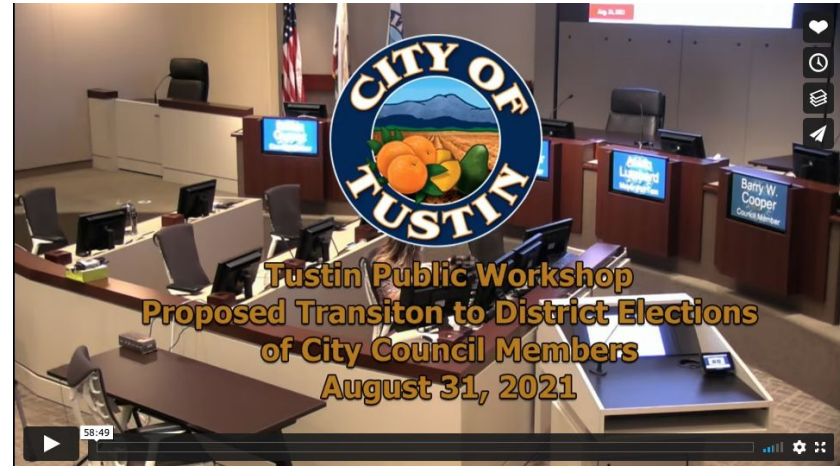 CITY OF
TUSTIN
Barry W.
Cooper
Council Member
Tustin Public Workshop
Proposed Transiton to District Elections
of City Council Members
August 31, 2021
58:49